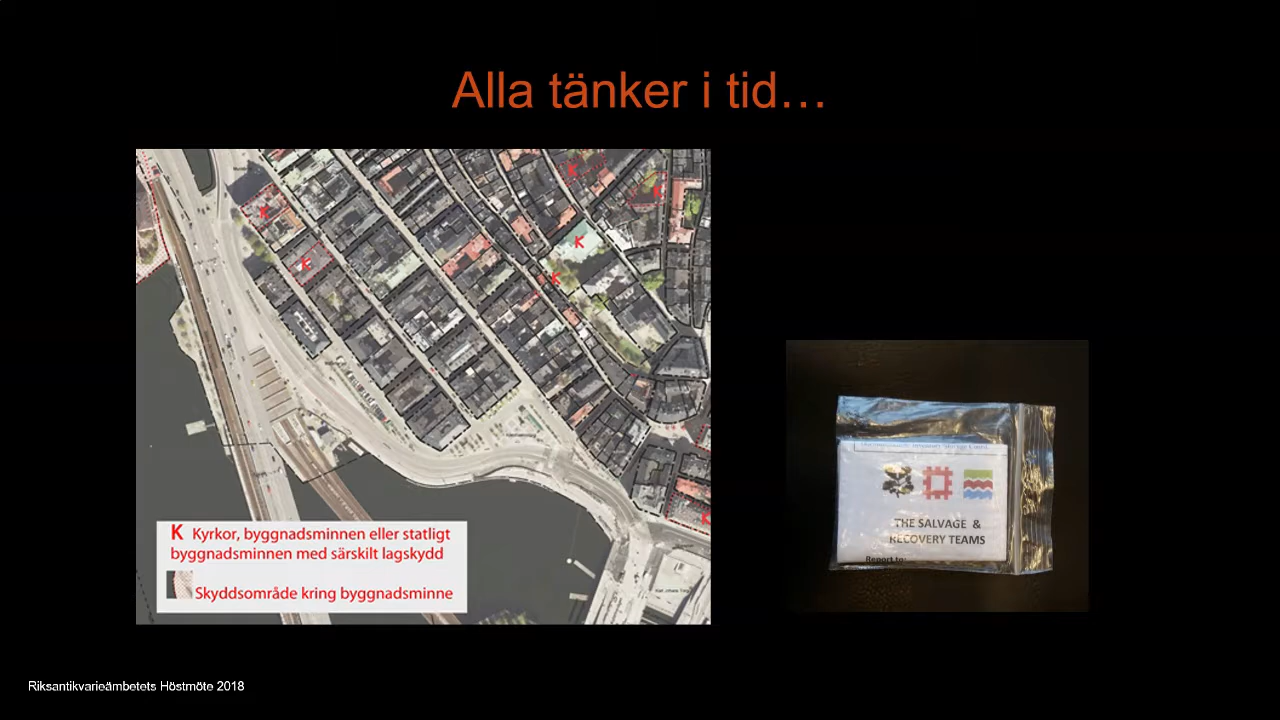 Alla tänker i tid…
K
K
K
K
K
K
K
K Kyrkor, byggnadsminnen eller statligt
byggnadsminnen med särskilt lagskydd
Skyddsområde kring byggnadsminne
THE SALVAGE &
RECOVERY TEAMS
Report to:
Riksantikvarieämbetets Höstmöte 2018